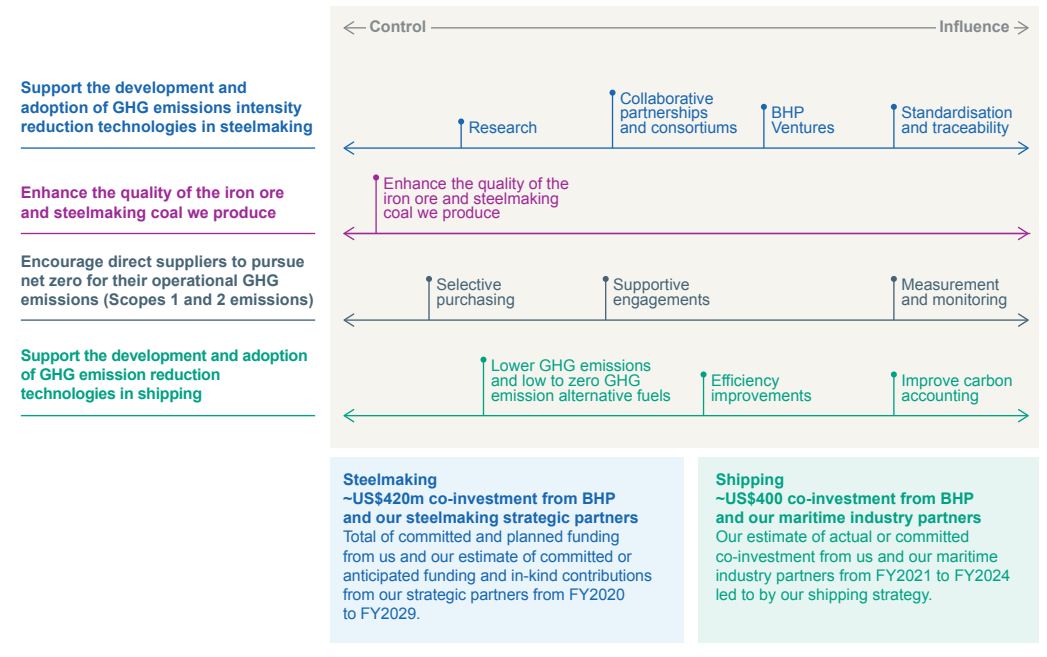 Control
Influence
Support the development and
adoption of GHG emissions intensity
reduction technologies in steelmaking
Research
Collaborative
partnerships
and consortiums
BHP
Ventures
Standardisation
and traceability
Enhance the quality of the iron ore
and steelmaking coal we produce
Enhance the quality of the
iron ore and steelmaking
coal we produce
Encourage direct suppliers to pursue
net zero for their operational GHG
emissions (Scopes 1 and 2 emissions)
Selective
purchasing
Supportive
engagements
Measurement
and monitoring
Support the development and adoption
of GHG emission reduction
technologies in shipping
Lower GHG emissions
and low to zero GHG
emission alternative fuels
Efficiency
improvements
Improve carbon
accounting
Steelmaking
~US$420m co-investment from BHP
and our steelmaking strategic partners
Total of committed and planned funding
from us and our estimate of committed or
anticipated funding and in-kind contributions
from our strategic partners from FY2020
to FY2029.
Shipping
~US$400 co-investment from BHP
and our maritime industry partners
Our estimate of actual or committed
co-investment from us and our maritime
industry partners from FY2021 to FY2024
led to by our shipping strategy.